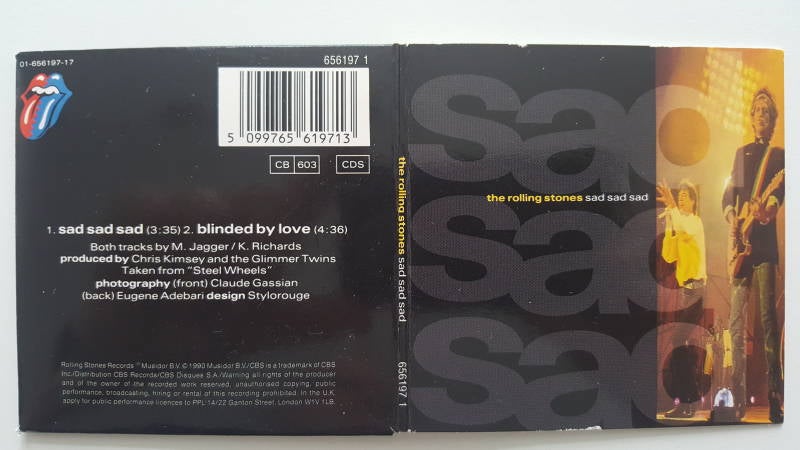 01-656197-17
656197 1
5 099765 619713
CB 603 CDS
1. sad sad sad (3:35) 2. blinded by love (4:36)
Both tracks by M. Jagger / K. Richards
produced by Chris Kimsey and the Glimmer Twins
Taken from "Steel Wheels"
photography (front) Claude Gassian
(back) Eugene Adebari design Stylorouge
Rolling Stones Records ® Musidor B.V. © 1990 Musidor B.V./CBS is a trademark of CBS
Inc./Distribution CBS Records/CBS Disques S.A./Warning all rights of the producer
and of the owner of the recorded work reserved, unauthorised copying, public
performance, broadcasting, hiring or rental of this recording prohibited. In the U.K.
apply for public performance licences to PPL 14/22 Ganton Street, London W1V 1LB.
the rolling stones sad sad sad
656197 1
sad
sad
sad
the rolling stones sad sad sad